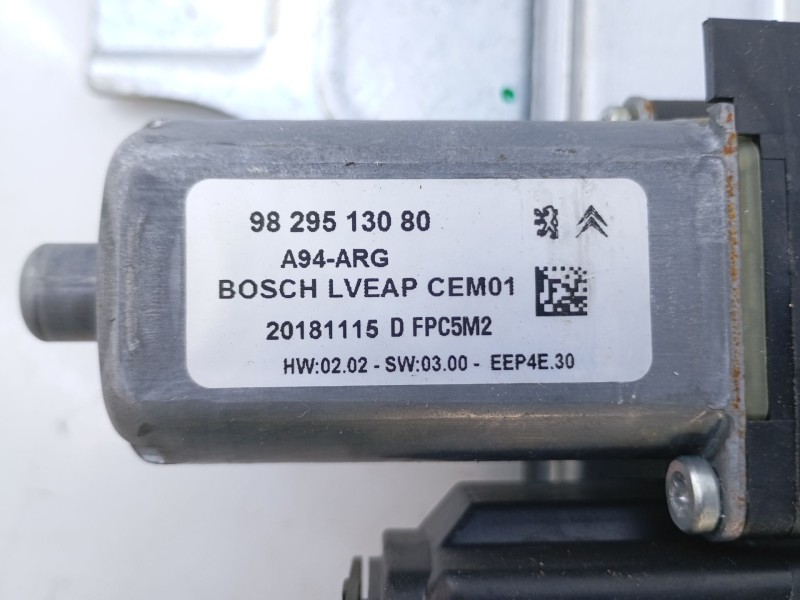 98 295 130 80
A94-ARG
BOSCH LVEAP CEM01
20181115 D FPC5M2
HW:02.02 - SW:03.00 - EEP4E.30